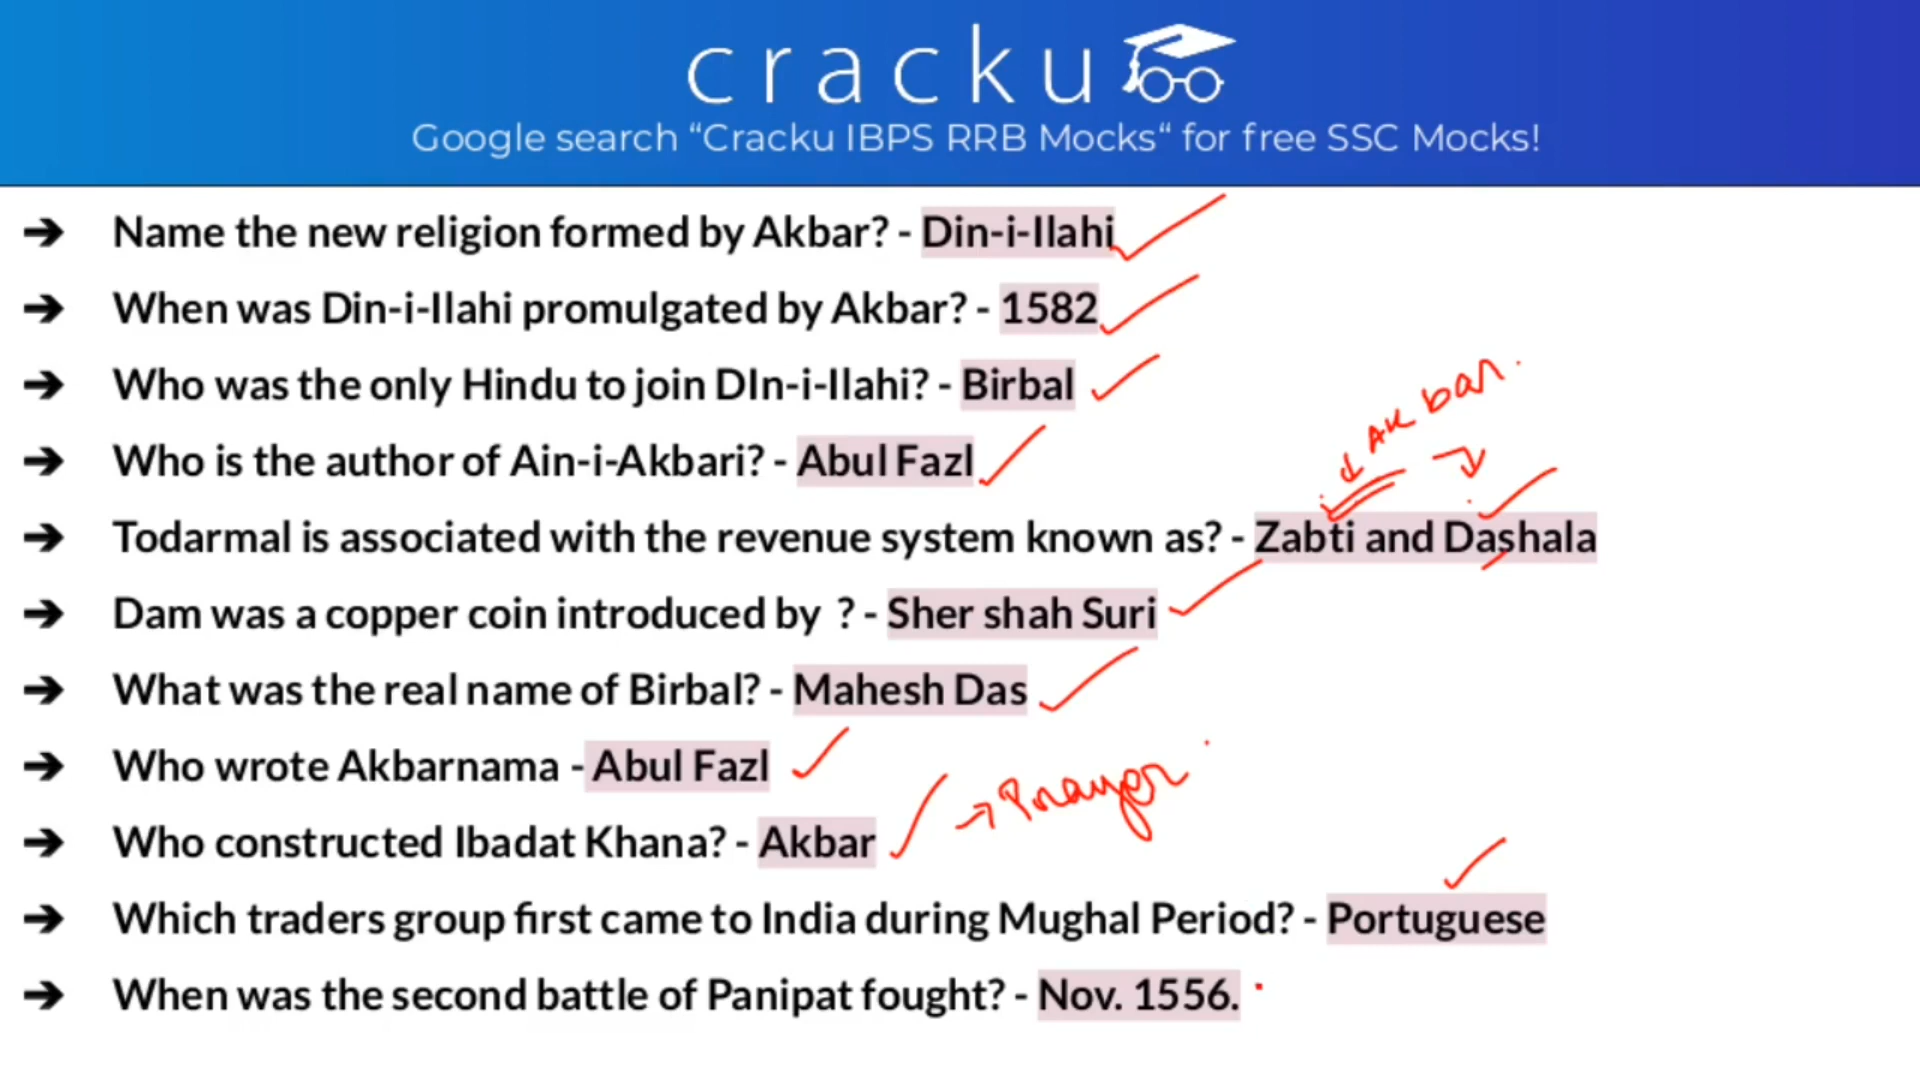 cracku
Google search “Cracku IBPS RRB Mocks“ for free SSC Mocks!
➔ Name the new religion formed by Akbar? - Din-i-Ilahi
➔ When was Din-i-Ilahi promulgated by Akbar? - 1582
➔ Who was the only Hindu to join DIn-i-Ilahi? - Birbal
Akbar.
➔ Who is the author of Ain-i-Akbari? - Abul Fazl
➔ Todarmal is associated with the revenue system known as? - Zabti and Dashala
➔ Dam was a copper coin introduced by ? - Sher shah Suri
➔ What was the real name of Birbal? - Mahesh Das
➔ Who wrote Akbarnama - Abul Fazl
➔ Who constructed Ibadat Khana? - Akbar → Prayer
➔ Which traders group first came to India during Mughal Period? - Portuguese
➔ When was the second battle of Panipat fought? - Nov. 1556.